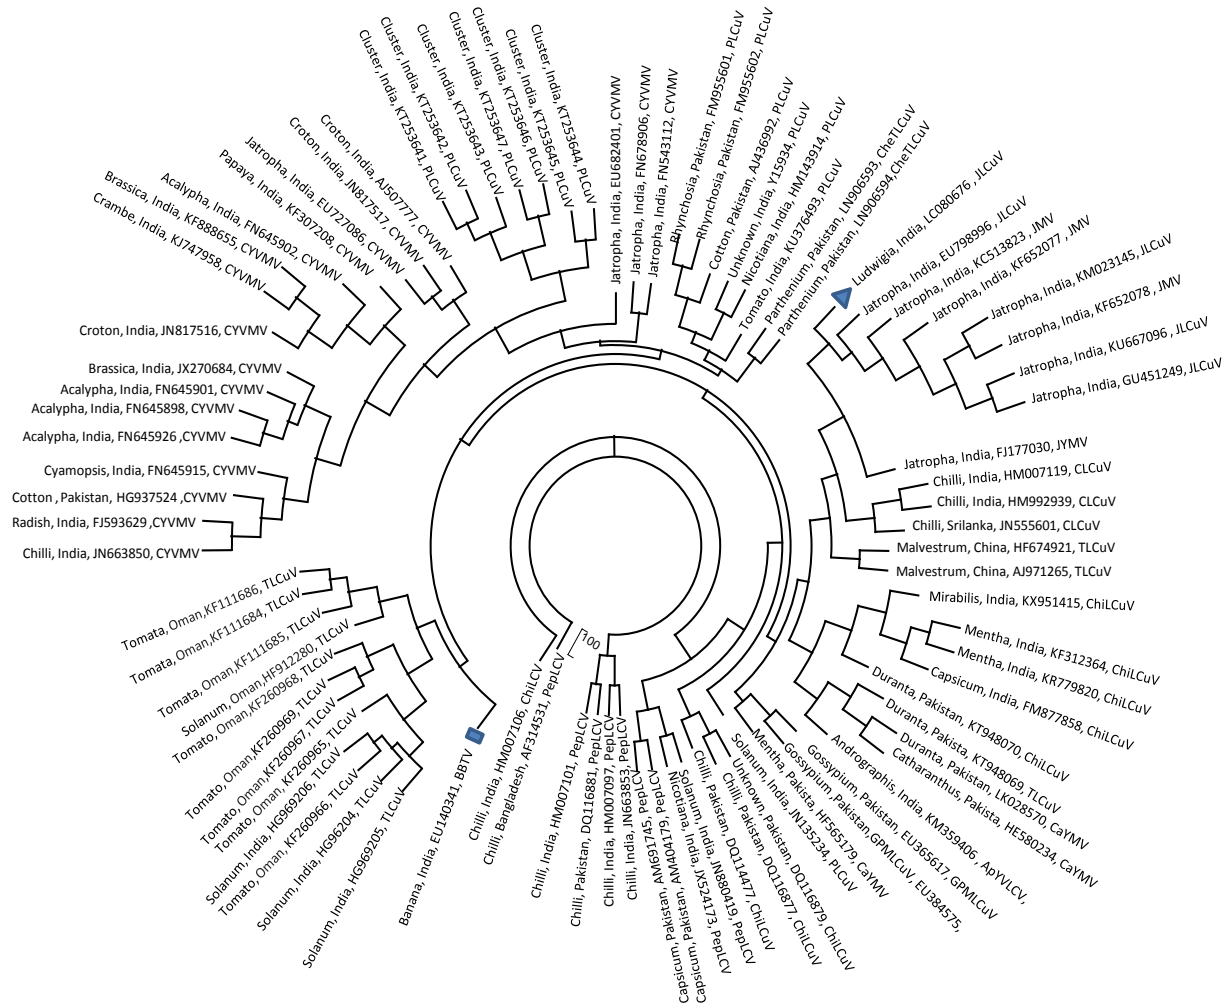 Cluster, India, KT253641, PLCuV
Cluster, India, KT253642, PLCuV
Cluster, India, KT253643, PLCuV
Cluster, India, KT253647, PLCuV
Cluster, India, KT253646, PLCuV
Cluster, India, KT253645, PLCuV
Cluster, India, KT253644, PLCuV
Jatropha, India, EU682401, CYVMV
Jatropha, India, FN678906, CYVMV
Jatropha, India, FN543112, CYVMV
Rhynchosia, Pakistan, FM955601, PLCuV
Rhynchosia, Pakistan, FM955602, PLCuV
Cotton, Pakistan, AJ436992, PLCuV
Unknown, India, Y15934, PLCuV
Nicotiana, India, HM143914, PLCuV
Tomato, India, KU376493, PLCuV
Parthenium, Pakistan, LN906593, CheTLCuV
Parthenium, Pakistan, LN906594,CheTLCuV
Ludwigia, India, LC080676 , JLCuV
Jatropha, India, EU798996, JLCuV
Jatropha, India, KC513823, JMV
Jatropha, India, KF652077 , JMV
Jatropha, India, KM023145, JLCuV
Jatropha, India, KF652078 , JMV
Jatropha, India, KU667096 , JLCuV
Jatropha, India, GU451249, JLCuV
Jatropha, India, FJ177030, JYMV
Chilli, India, HM007119, CLCuV
Chilli, India, HM992939, CLCuV
Chilli, Srilanka, JN555601, CLCuV
Malvestrum, China, HF674921, TLCuV
Malvestrum, China, AJ971265, TLCuV
Mirabilis, India, KX951415, ChiLCuV
Mentha, India, KF312364, ChiLCuV
Mentha, India, KR779820, ChiLCuV
Capsicum, India, FM877858, ChiLCuV
Duranta, Pakistan, KT948070, ChiLCuV
Duranta, Pakista, KT948069, TLCuV
Duranta, Pakistan, LK028570, CaYMV
Catharanthus, Pakista, HE580234, CaYMV
Andrographis, India, KM359406 , ApYVLCV,
Gossypium, Pakistan, EU365617, GPMLCuV
Gossypium, Pakistan,GPMLCuV, EU384575,
Mentha, Pakista, HF565179, CaYMV
Solanum, India, JN135234, PLCuV
Unknown, Pakistan, DQ116879, ChiLCuV
Chilli, Pakistan, DQ116877, ChiLCuV
Chilli, Pakistan, DQ114477, ChiLCuV
Solanum, India, JN880419, PepLCV
Nicotiana, India, JX524173, PepLCV
Capsicum, Pakistan, AM404179, PepLCV
Capsicum, Pakistan, AM691745, PepLCV
Chilli, India, JN663853, PepLCV
Chilli, India, HM007097, PepLCV
Chilli, Pakistan, DQ116881, PepLCV
Chilli, India, HM007101, PepLCV
100
Chilli, Bangladesh, AF314531, PepLCV
Chilli, India, HM007106, ChiLCV
Banana, India, EU140341, BBTV
Solanum, India, HG969205, TLCuV
Solanum, India, HG96204, TLCuV
Tomato, Oman, KF260966, TLCuV
Solanum, India, HG969206, TLCuV
Tomato, Oman, KF260965, TLCuV
Tomato, Oman,KF260967, TLCuV
Tomato, Oman, KF260969, TLCuV
Tomato, Oman,KF260968, TLCuV
Solanum, Oman,HF912280, TLCuV
Tomata, Oman,KF111685, TLCuV
Tomata, Oman,KF111684, TLCuV
Tomata, Oman,KF111686, TLCuV
Chilli, India, JN663850, CYVMV
Radish, India, FJ593629 ,CYVMV
Cotton , Pakistan, HG937524 ,CYVMV
Cyamopsis, India, FN645915, CYVMV
Acalypha, India, FN645926 ,CYVMV
Acalypha, India, FN645898, CYVMV
Acalypha, India, FN645901, CYVMV
Brassica, India, JX270684, CYVMV
Croton, India, JN817516, CYVMV
Crambe, India, KJ747958, CYVMV
Brassica, India, KF888655, CYVMV
Acalypha, India, FN645902, CYVMV
Papaya, India, KF307208, CYVMV
Jatropha, India, EU727086, CYVMV
Croton, India, JN817517, CYVMV
Croton, India, AJ507777, CYVMV